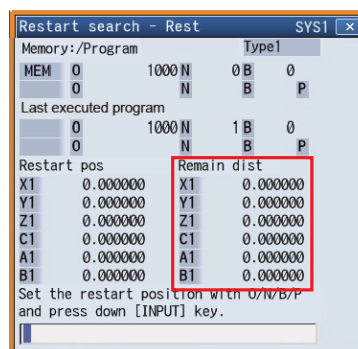 Restart search - Rest SYS1 ×
Memory:/Program Type1
MEM O 1000 N 0 B 0
O N B P
Last executed program
O 1000 N 1 B 0
O N B P
Restart pos Remain dist
X1 0.000000 X1 0.000000
Y1 0.000000 Y1 0.000000
Z1 0.000000 Z1 0.000000
C1 0.000000 C1 0.000000
A1 0.000000 A1 0.000000
B1 0.000000 B1 0.000000
Set the restart position with O/N/B/P
and press down [INPUT] key.